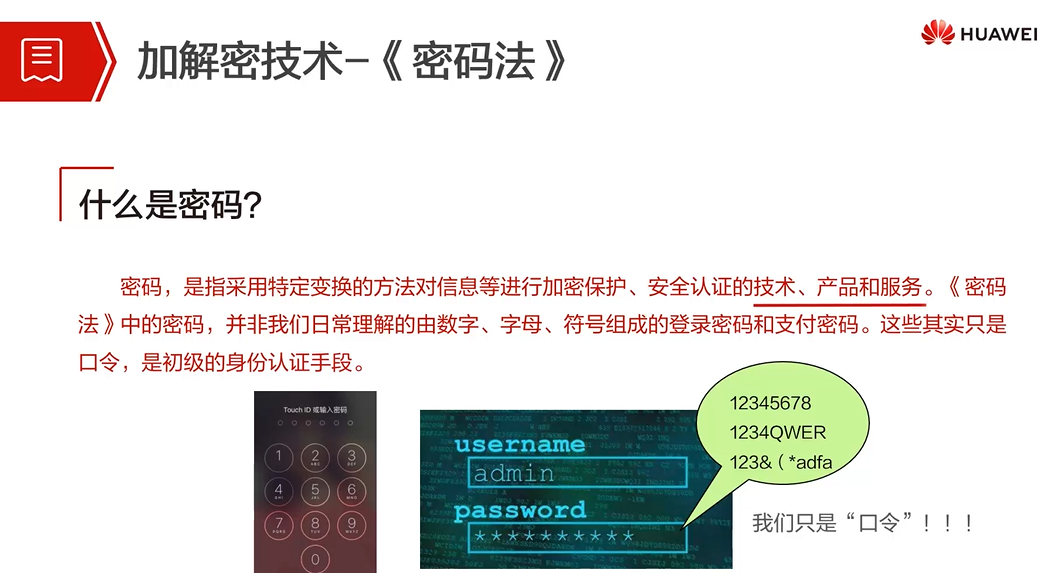 HUAWEI
加解密技术-《密码法》
什么是密码?
密码，是指采用特定变换的方法对信息等进行加密保护、安全认证的技术、产品和服务。《密码
法》中的密码，并非我们日常理解的由数字、字母、符号组成的登录密码和支付密码。这些其实只是
口令，是初级的身份认证手段。
Touch ID 或输入密码
1 2 3
ABC DEF
4 5 6
GHI JKL MNO
7 8 9
PQRS TUV WXYZ
0
username
admin
password
**********
12345678
1234QWER
123&（*adfa
我们只是“口令”！！！